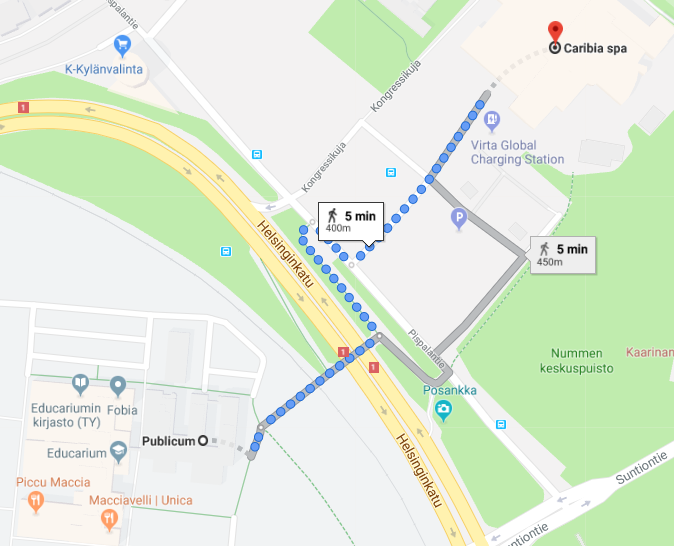 Pispalantie
K-Kylänvalinta
Kongressikuja
Caribia spa
1
Virta Global
Charging Station
Kongressikuja
5 min
400m
P
5 min
450m
Helsinginkatu
Pispalantie
1
1
Nummen
keskuspuisto
Kaarinan
Posankka
Educariumin
kirjasto (TY)
Fobia
Publicum
Educarium
Piccu Maccia
Macciavelli | Unica
Helsinginkatu
Suntiontie
Suntiontie